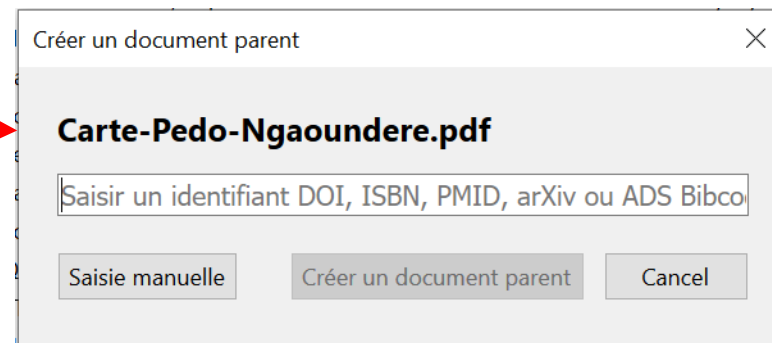 Créer un document parent
Carte-Pedo-Ngaoundere.pdf
Saisir un identifiant DOI, ISBN, PMID, arXiv ou ADS Bibco
Saisie manuelle Créer un document parent Cancel